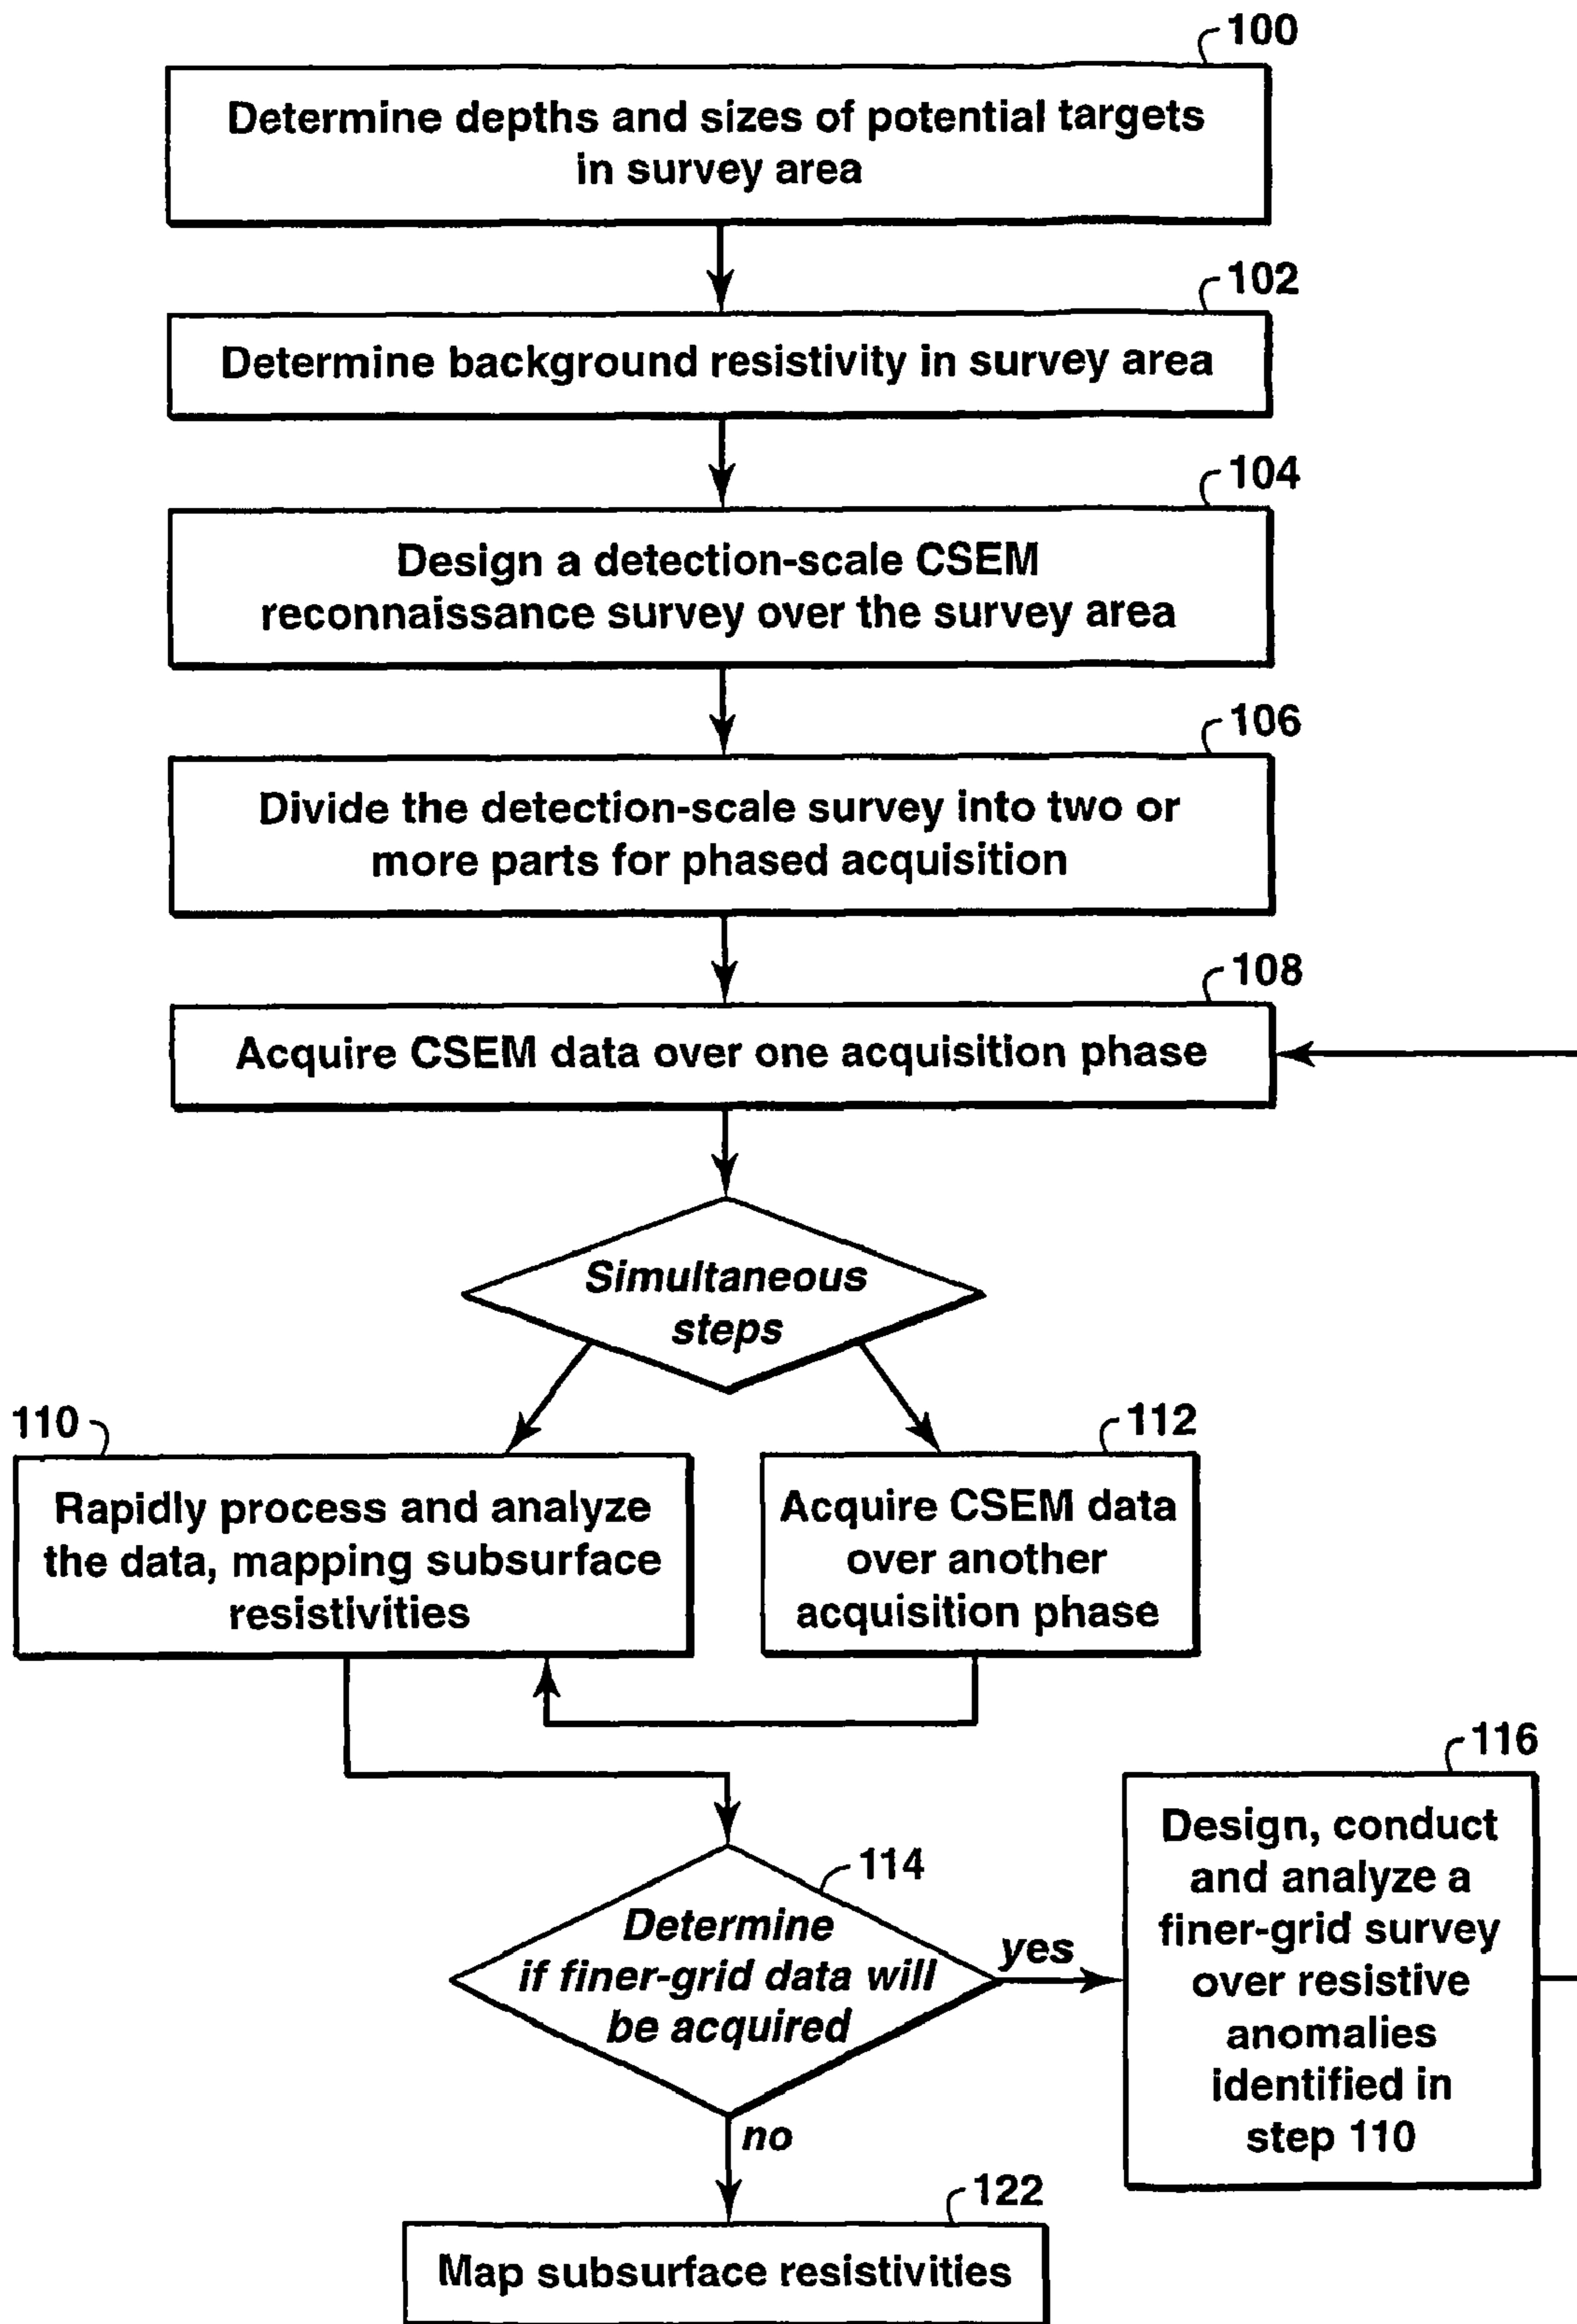 100
Determine depths and sizes of potential targets
in survey area
102
Determine background resistivity in survey area
104
Design a detection-scale CSEM
reconnaissance survey over the survey area
106
Divide the detection-scale survey into two or
more parts for phased acquisition
108
Acquire CSEM data over one acquisition phase
Simultaneous
steps
110
Rapidly process and analyze
the data, mapping subsurface
resistivities
112
Acquire CSEM data
over another
acquisition phase
114
Determine
if finer-grid data will
be acquired
yes
116
Design, conduct
and analyze a
finer-grid survey
over resistive
anomalies
identified in
step 110
no
122
Map subsurface resistivities